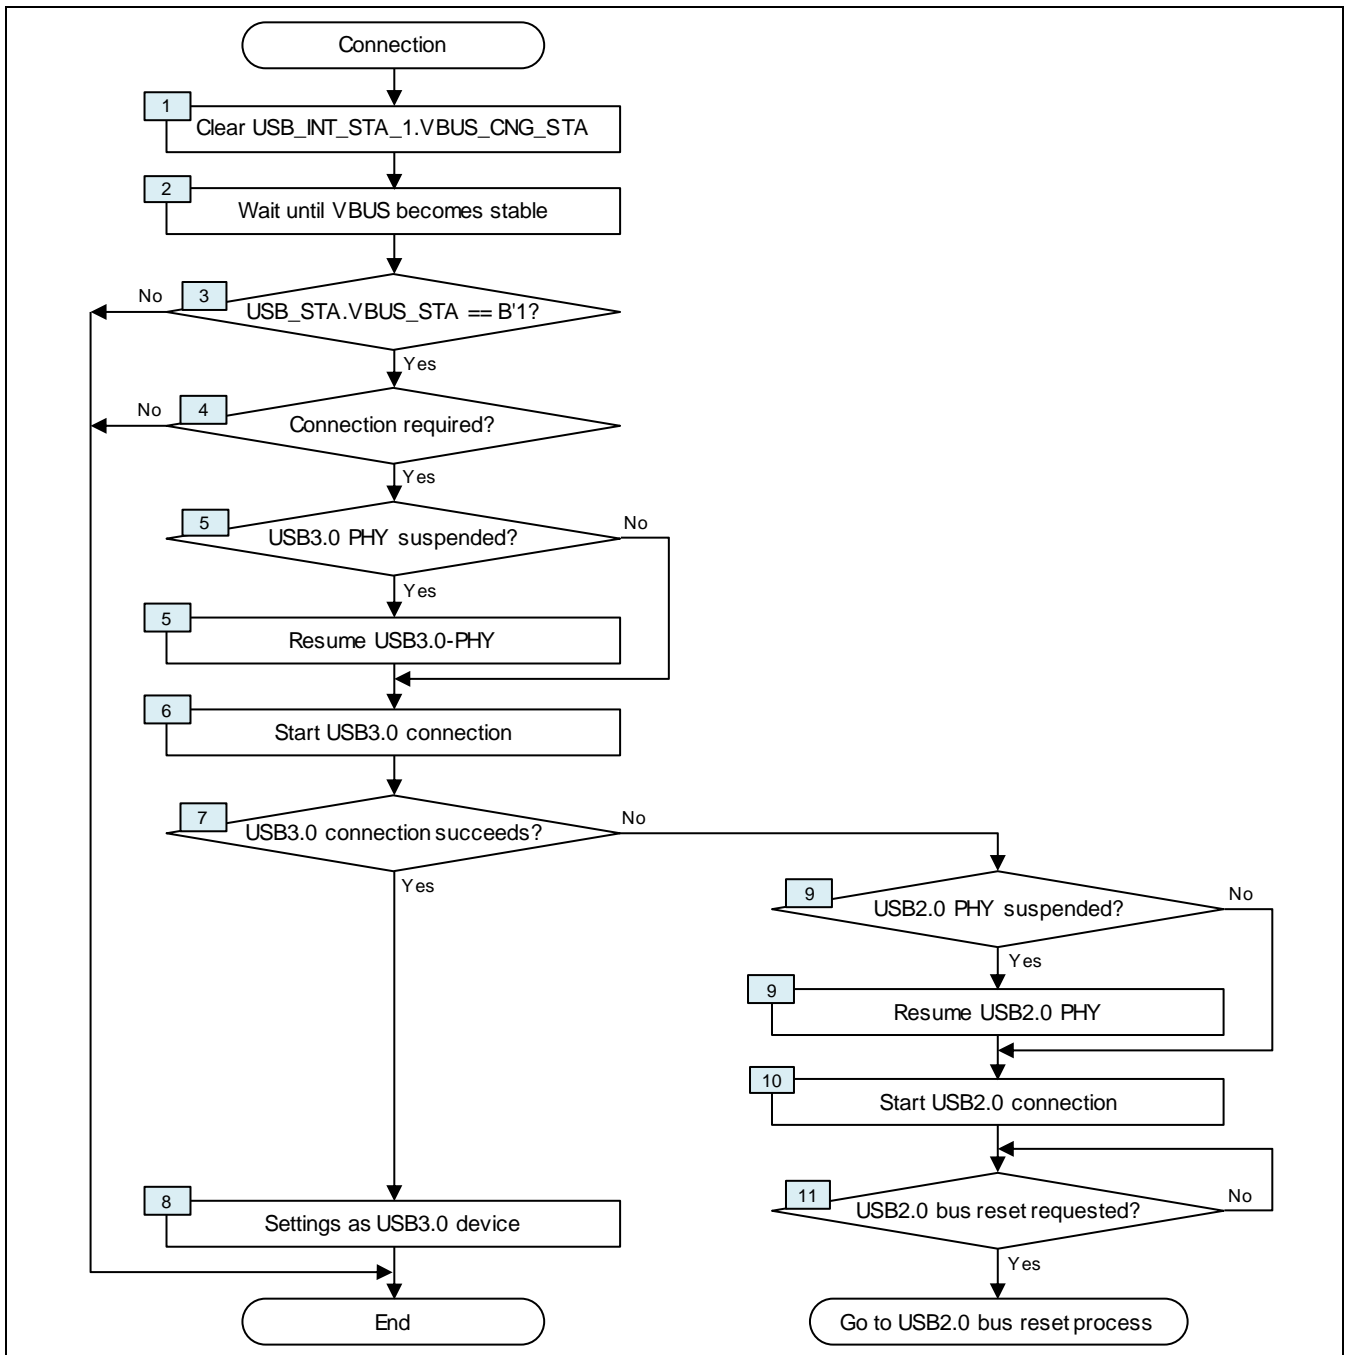 Connection
1
Clear USB_INT_STA_1.VBUS_CNG_STA
2
Wait until VBUS becomes stable
No
3
USB_STA.VBUS_STA == B'1?
Yes
No
4
Connection required?
Yes
5
USB3.0 PHY suspended?
No
Yes
5
Resume USB3.0-PHY
6
Start USB3.0 connection
7
USB3.0 connection succeeds?
No
Yes
9
USB2.0 PHY suspended?
No
Yes
9
Resume USB2.0 PHY
10
Start USB2.0 connection
11
USB2.0 bus reset requested?
No
Yes
8
Settings as USB3.0 device
End
Go to USB2.0 bus reset process